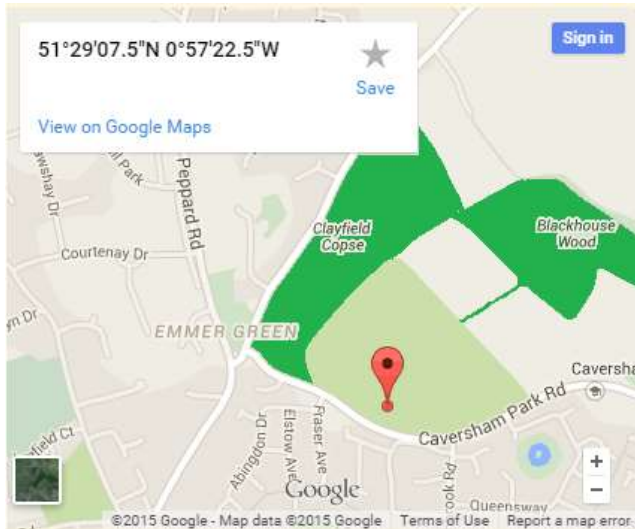 51°29'07.5"N 0°57'22.5"W
Save
View on Google Maps
Sign in
Peppard Rd
Courtenay Dr
Clayfield
Copse
Blackhouse
Wood
EMMER GREEN
Caversham Park Rd
Abingdon Dr
Elstow Ave
Fraser Ave
Queensway
Google
+
−
©2015 Google - Map data ©2015 Google
Terms of Use
Report a map error